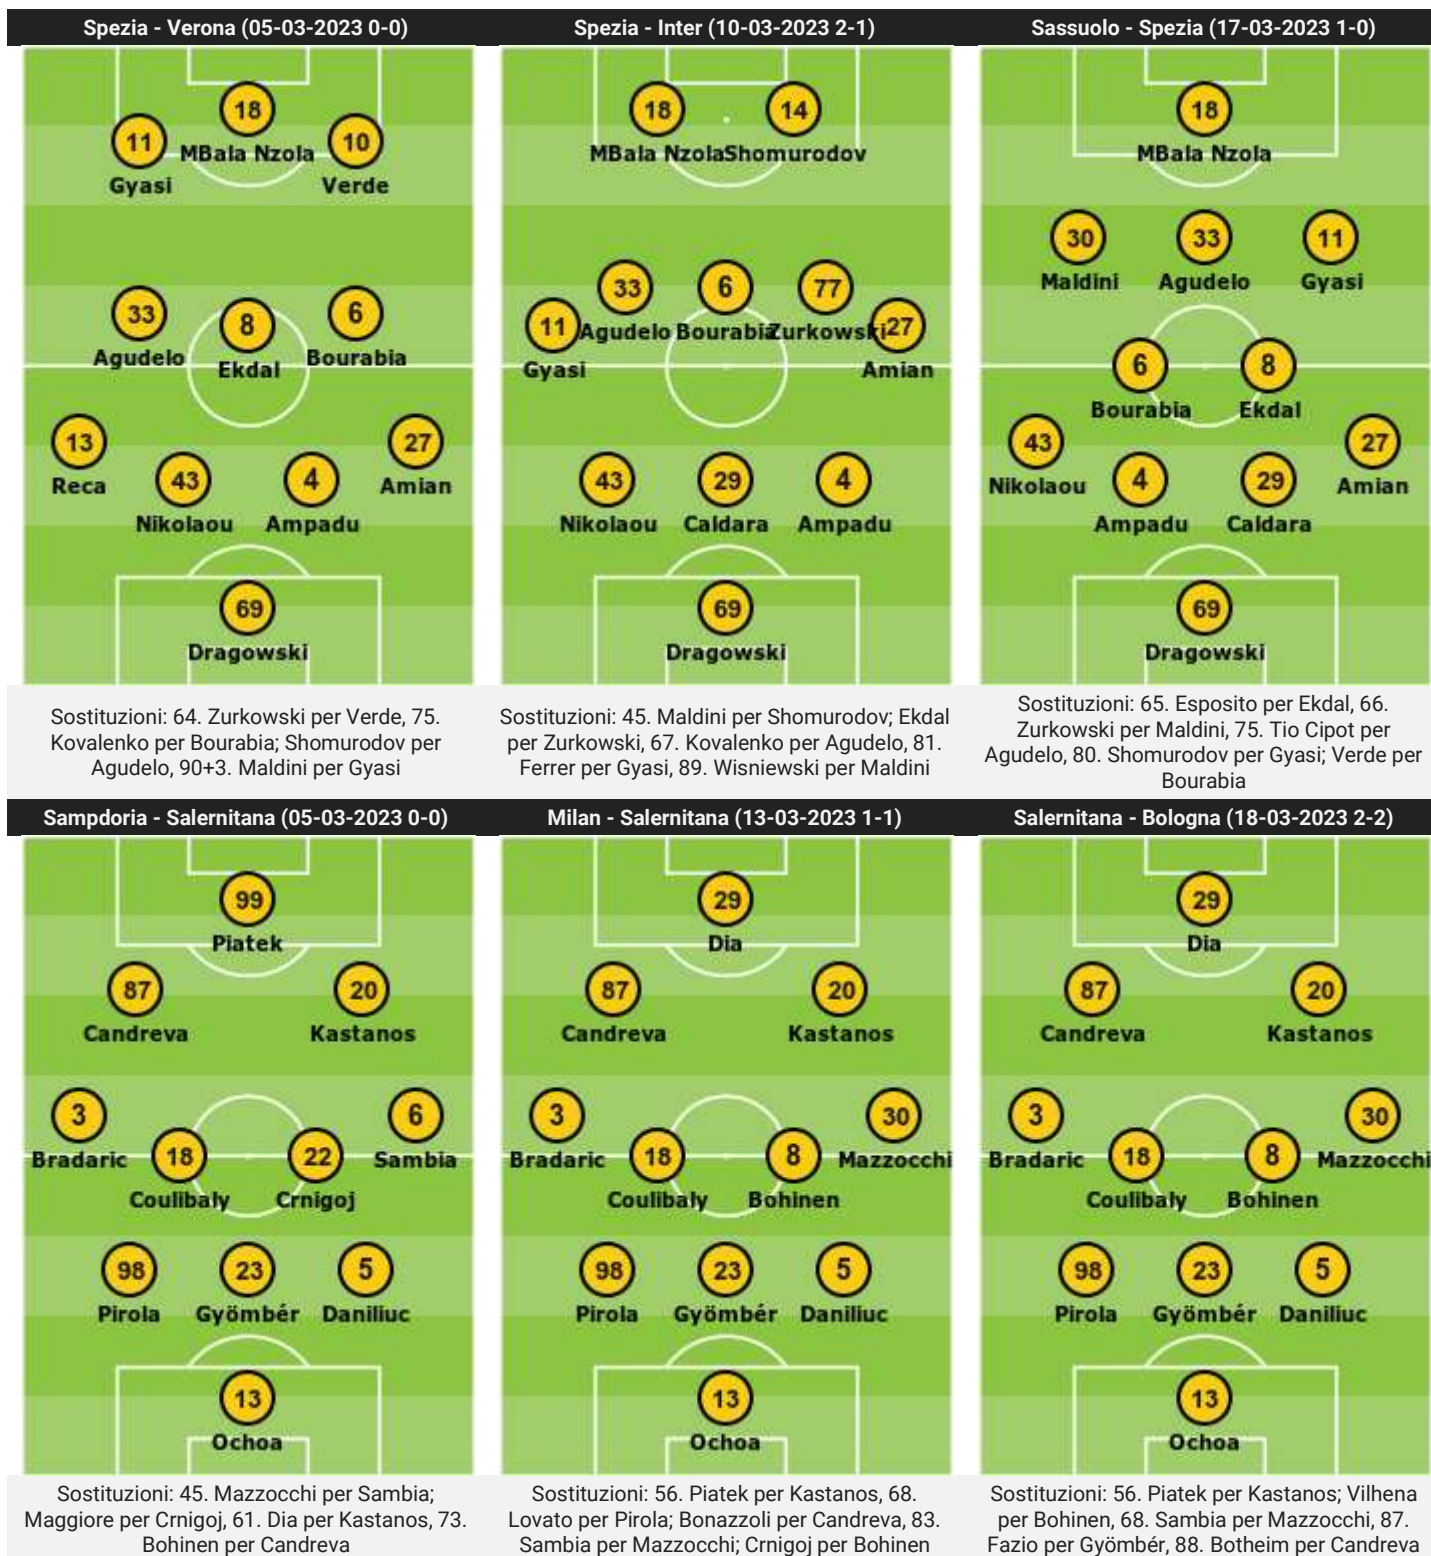 Spezia - Verona (05-03-2023 0-0)
18
MBala Nzola
11
Gyasi
10
Verde
33
Agudelo
8
Ekdal
6
Bourabia
13
Reca
43
Nikolaou
4
Ampadu
27
Amian
69
Dragowski
Sostituzioni: 64. Zurkowski per Verde, 75.
Kovalenko per Bourabia; Shomurodov per
Agudelo, 90+3. Maldini per Gyasi
Spezia - Inter (10-03-2023 2-1)
18
MBala Nzola
14
Shomurodov
11
Gyasi
33
Agudelo
6
Bourabia
77
Zurkowski
27
Amian
43
Nikolaou
29
Caldara
4
Ampadu
69
Dragowski
Sostituzioni: 45. Maldini per Shomurodov; Ekdal
per Zurkowski, 67. Kovalenko per Agudelo, 81.
Ferrer per Gyasi, 89. Wisniewski per Maldini
Sassuolo - Spezia (17-03-2023 1-0)
18
MBala Nzola
30
Maldini
33
Agudelo
11
Gyasi
6
Bourabia
8
Ekdal
43
Nikolaou
4
Ampadu
29
Caldara
27
Amian
69
Dragowski
Sostituzioni: 65. Esposito per Ekdal, 66.
Zurkowski per Maldini, 75. Tio Cipot per
Agudelo, 80. Shomurodov per Gyasi; Verde per
Bourabia
Sampdoria - Salernitana (05-03-2023 0-0)
99
Piatek
87
Candreva
20
Kastanos
3
Bradaric
18
Coulibaly
22
Crnigoj
6
Sambia
98
Pirola
23
Gyömbér
5
Daniliuc
13
Ochoa
Sostituzioni: 45. Mazzocchi per Sambia;
Maggiore per Crnigoj, 61. Dia per Kastanos, 73.
Bohinen per Candreva
Milan - Salernitana (13-03-2023 1-1)
29
Dia
87
Candreva
20
Kastanos
3
Bradaric
18
Coulibaly
8
Bohinen
30
Mazzocchi
98
Pirola
23
Gyömbér
5
Daniliuc
13
Ochoa
Sostituzioni: 56. Piatek per Kastanos, 68.
Lovato per Pirola; Bonazzoli per Candreva, 83.
Sambia per Mazzocchi; Crnigoj per Bohinen
Salernitana - Bologna (18-03-2023 2-2)
29
Dia
87
Candreva
20
Kastanos
3
Bradaric
18
Coulibaly
8
Bohinen
30
Mazzocchi
98
Pirola
23
Gyömbér
5
Daniliuc
13
Ochoa
Sostituzioni: 56. Piatek per Kastanos; Vilhena
per Bohinen, 68. Sambia per Mazzocchi, 87.
Fazio per Gyömbér, 88. Botheim per Candreva